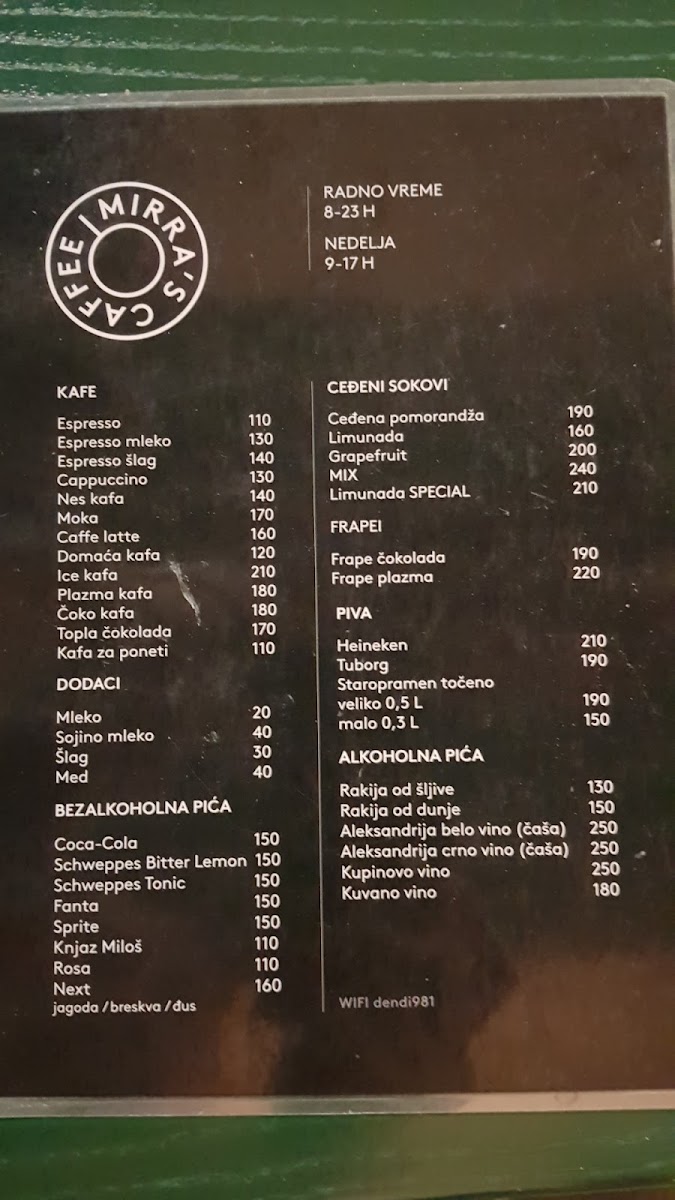 MIRRA'S CAFFEE
RADNO VREME
8-23 H
NEDELJA
9-17 H
KAFE
Espresso 110
Espresso mleko 130
Espresso šlag 140
Cappuccino 130
Nes kafa 140
Moka 170
Caffe latte 160
Domaća kafa 120
Ice kafa 210
Plazma kafa 180
Čoko kafa 180
Topla čokolada 170
Kafa za poneti 110
DODACI
Mleko 20
Sojino mleko 40
Šlag 30
Med 40
BEZALKOHOLNA PIĆA
Coca-Cola 150
Schweppes Bitter Lemon 150
Schweppes Tonic 150
Fanta 150
Sprite 150
Knjaz Miloš 110
Rosa 110
Next 160
jagoda / breskva / đus
CEĐENI SOKOVI
Ceđena pomorandža 190
Limunada 160
Grapefruit 200
MIX 240
Limunada SPECIAL 210
FRAPEI
Frape čokolada 190
Frape plazma 220
PIVA
Heineken 210
Tuborg 190
Staropramen točeno
veliko 0,5 L 190
malo 0,3 L 150
ALKOHOLNA PIĆA
Rakija od šljive 130
Rakija od dunje 150
Aleksandrija belo vino (čaša) 250
Aleksandrija crno vino (čaša) 250
Kupinovo vino 250
Kuvano vino 180
WIFI dendi981